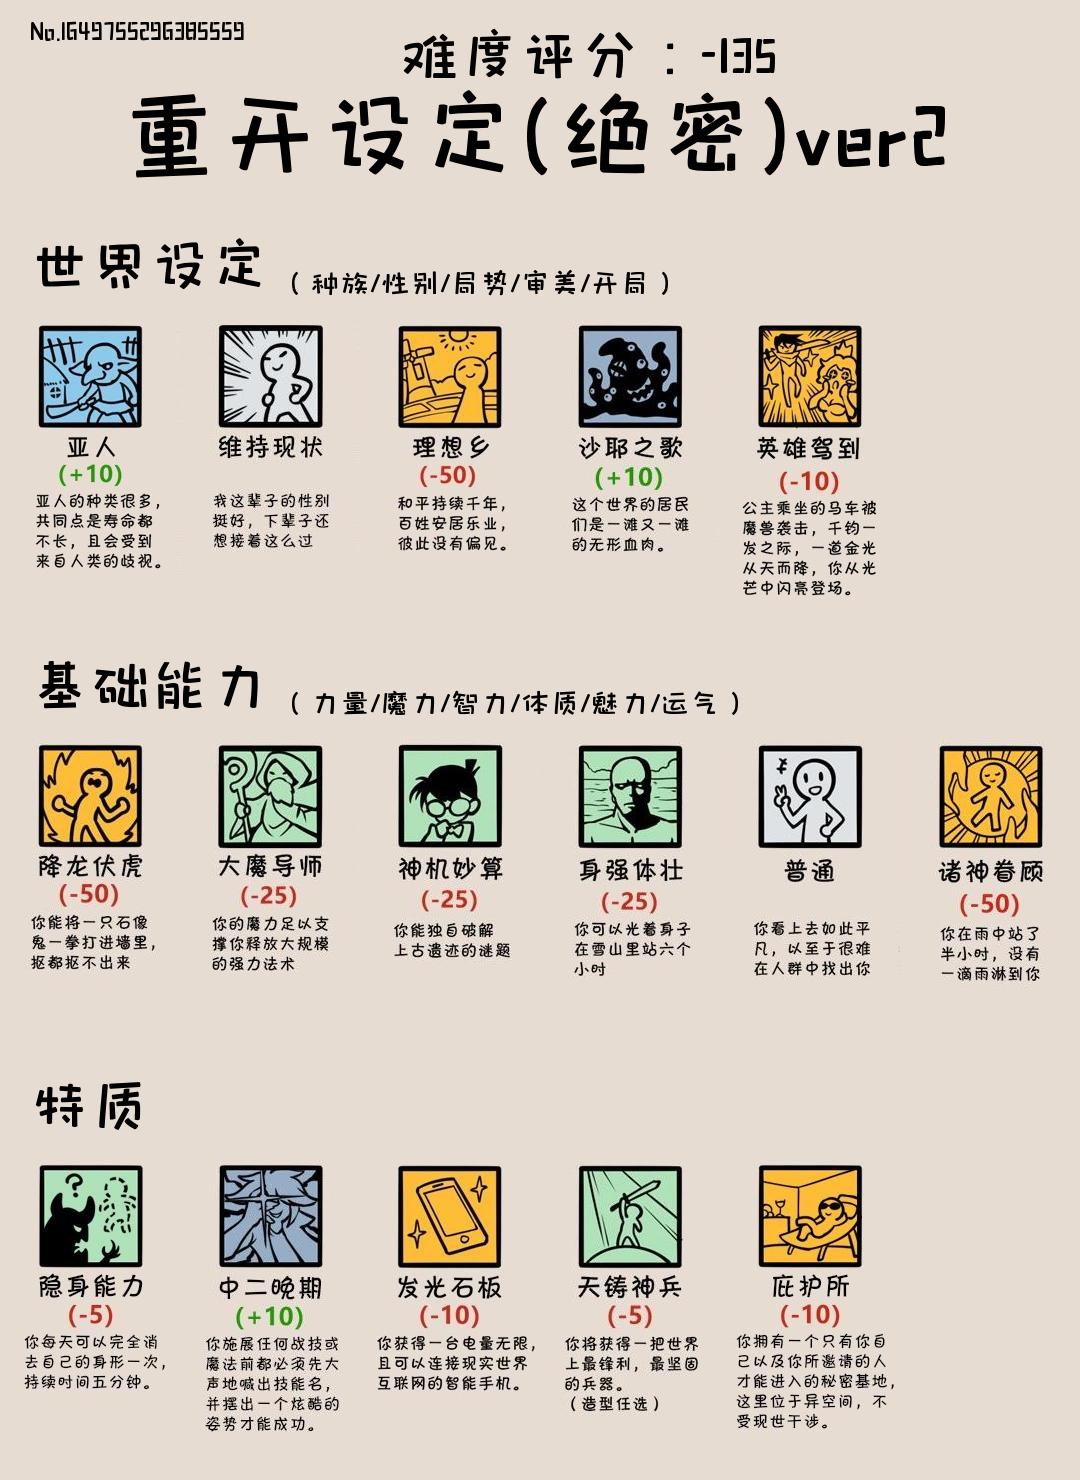 No.1649755296385559
难度评分：-135
重开设定(绝密)ver2
世界设定（种族/性别/局势/审美/开局）
亚人
(+10)
亚人的种类很多，
共同点是寿命都
不长，且会受到
来自人类的歧视。
维持现状
我这辈子的性别
挺好，下辈子还
想接着这么过
理想乡
(-50)
和平持续千年，
百姓安居乐业，
彼此没有偏见。
沙耶之歌
(+10)
这个世界的居民
们是一滩又一滩
的无形血肉。
英雄驾到
(-10)
公主乘坐的马车被
魔兽袭击，千钧一
发之际，一道金光
从天而降，你从光
芒中闪亮登场。
基础能力（力量/魔力/智力/体质/魅力/运气）
降龙伏虎
(-50)
你能将一只石像
鬼一拳打进墙里，
抠都抠不出来
大魔导师
(-25)
你的魔力足以支
撑你释放大规模
的强力法术
神机妙算
(-25)
你能独自破解
上古遗迹的谜题
身强体壮
(-25)
你可以光着身子
在雪山里站六个
小时
普通
你看上去如此平
凡，以至于很难
在人群中找出你
诸神眷顾
(-50)
你在雨中站了
半小时，没有
一滴雨淋到你
特质
隐身能力
(-5)
你每天可以完全消
去自己的身形一次，
持续时间五分钟。
中二晚期
(+10)
你施展任何战技或
魔法前都必须先大
声地喊出技能名，
并摆出一个炫酷的
姿势才能成功。
发光石板
(-10)
你获得一台电量无限，
且可以连接现实世界
互联网的智能手机。
天铸神兵
(-5)
你将获得一把世界
上最锋利，最坚固
的兵器。
（造型任选）
庇护所
(-10)
你拥有一个只有你自
己以及你所邀请的人
才能进入的秘密基地，
这里位于异空间，不
受现世干涉。